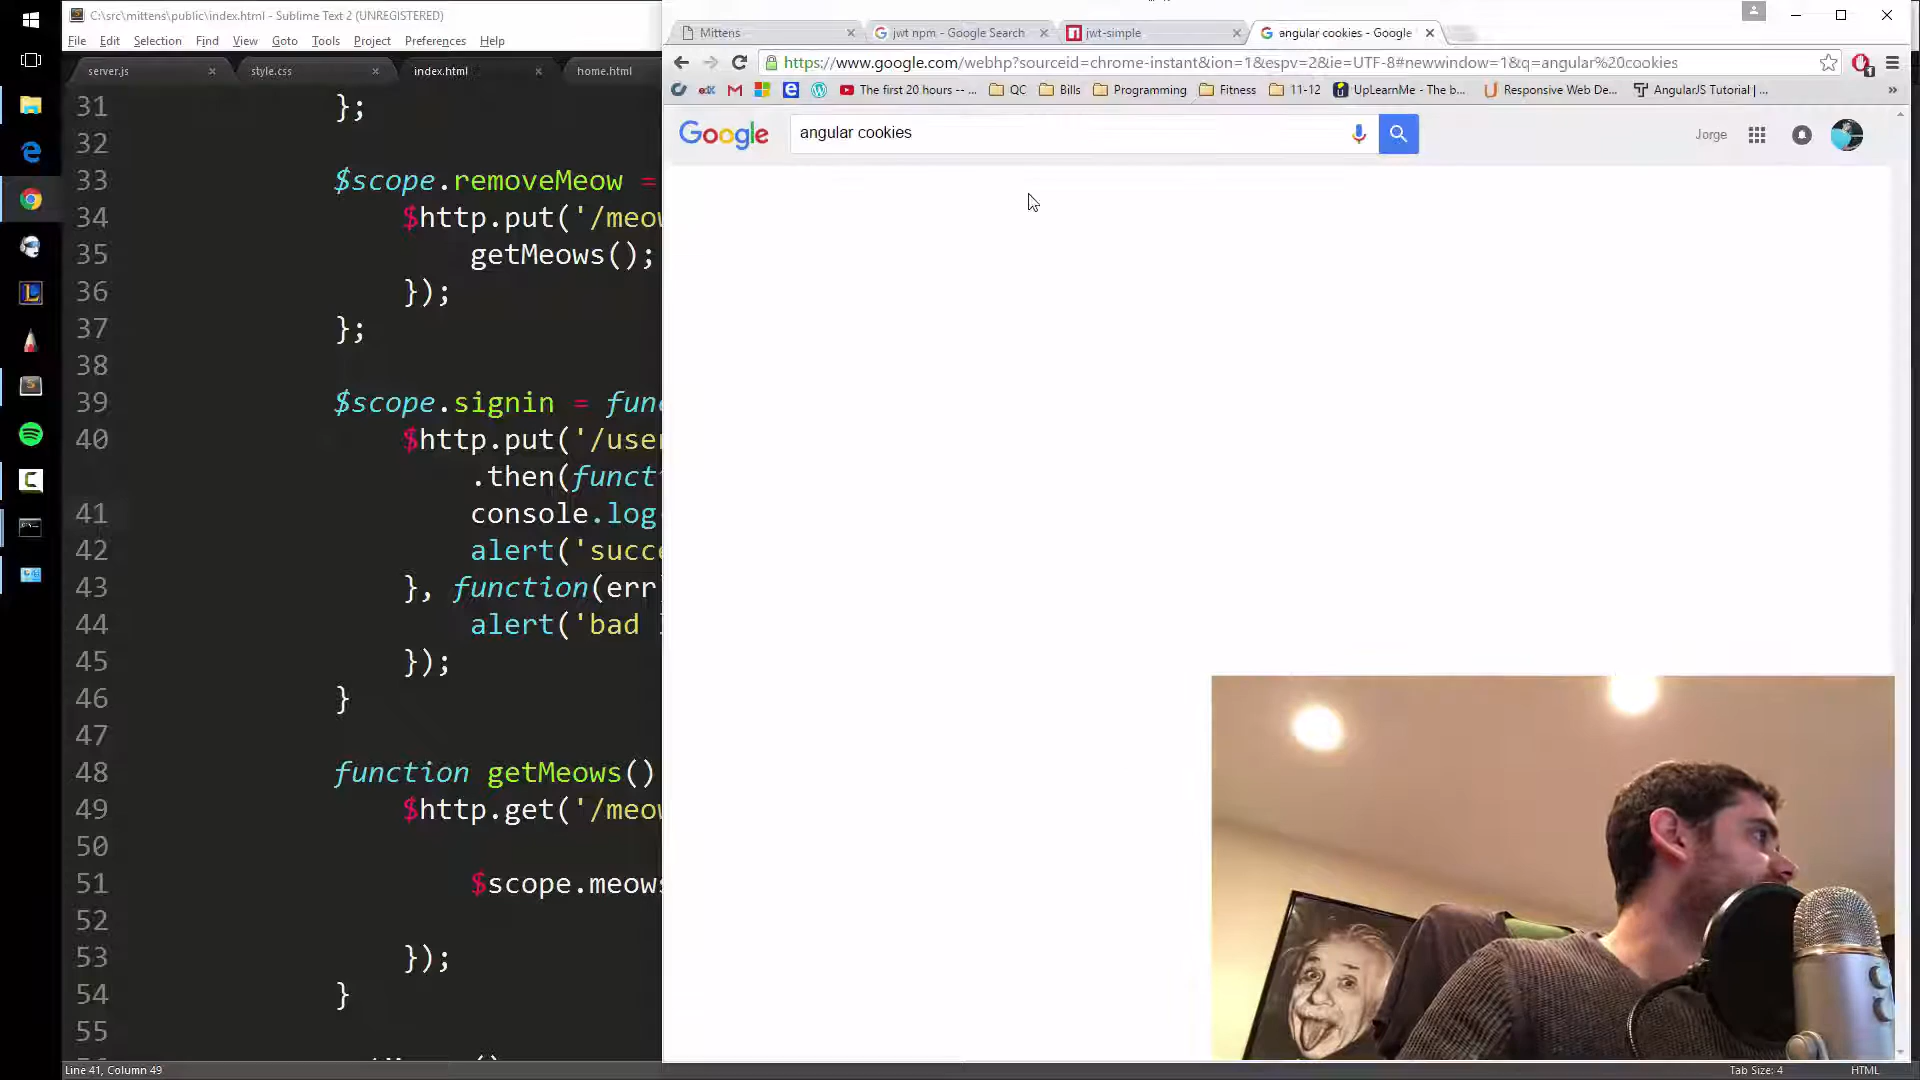 C:\src\mittens\public\index.html - Sublime Text 2 (UNREGISTERED)
File Edit Selection Find View Goto Tools Project Preferences Help
server.js style.css index.html home.html
31 };
32
33 $scope.removeMeow =
34 $http.put('/meow
35 getMeows();
36 });
37 };
38
39 $scope.signin = func
40 $http.put('/user
.then(functi
41 console.log
42 alert('succe
43 }, function(err)
44 alert('bad
45 });
46 }
47
48 function getMeows()
49 $http.get('/meow
50
51 $scope.meows
52
53 });
54 }
55
Line 41, Column 49
Mittens jwt npm - Google Search jwt-simple angular cookies - Google
https://www.google.com/webhp?sourceid=chrome-instant&ion=1&espv=2&ie=UTF-8#newwindow=1&q=angular%20cookies
The first 20 hours -- ... QC Bills Programming Fitness 11-12 UpLearnMe - The b... Responsive Web De... AngularJS Tutorial | ...
Google angular cookies Jorge
Tab Size: 4 HTML